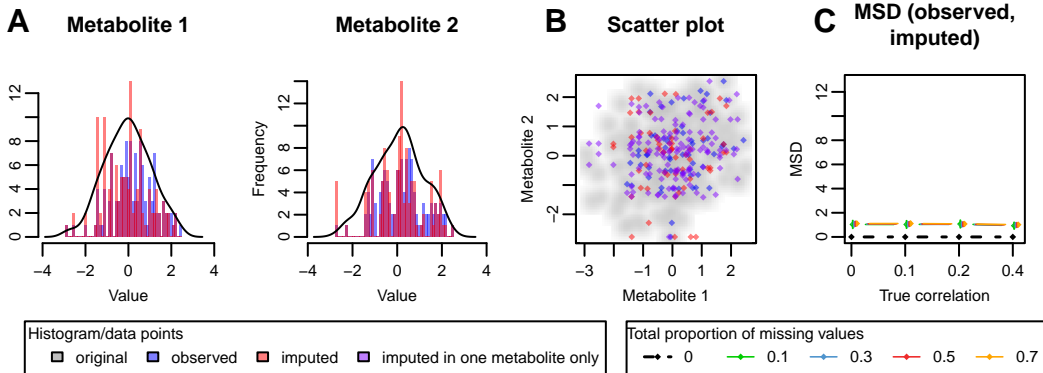 A
Metabolite 1
Metabolite 2
B
Scatter plot
C
MSD (observed,
imputed)
0 2 4 6 8 12
−4 −2 0 2 4
Value
Frequency
0 2 4 6 8 12
−4 −2 0 2 4
Value
Metabolite 2
−2 0 1 2
−3 −2 −1 0 1 2
Metabolite 1
MSD
0 2 4 6 8 12
0 0.1 0.2 0.4
True correlation
Histogram/data points
original observed imputed imputed in one metabolite only
Total proportion of missing values
0 0.1 0.3 0.5 0.7